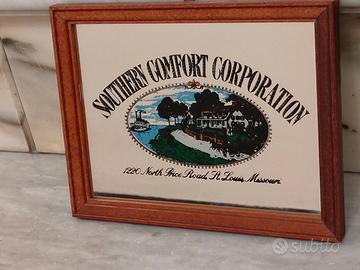 SOUTHERN COMFORT CORPORATION
1220 North Price Road, St. Louis, Missouri
subito